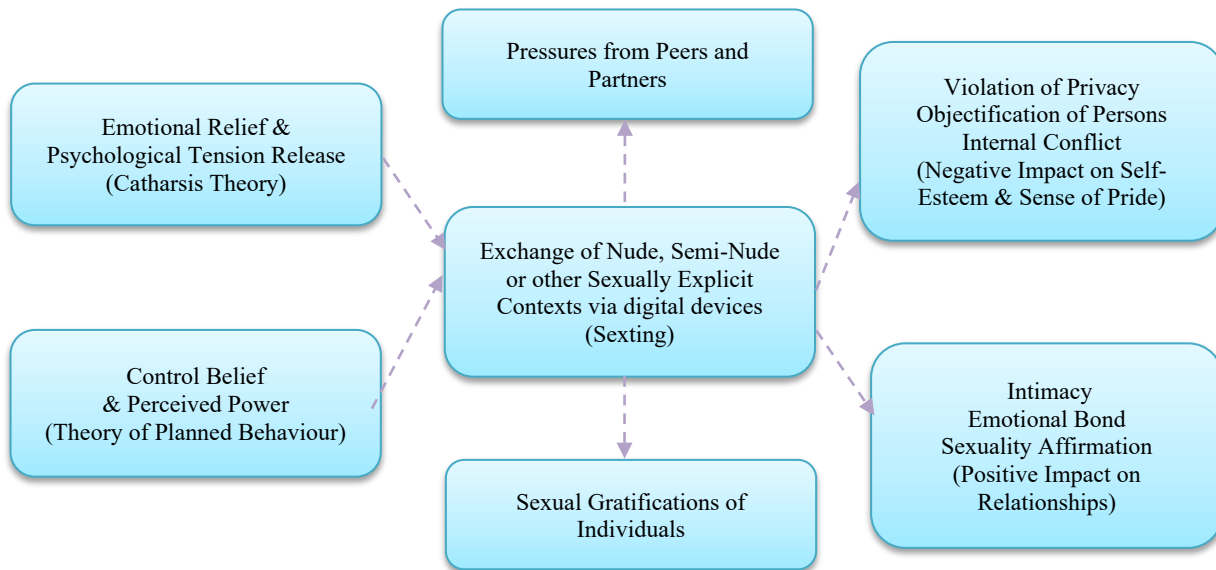 Pressures from Peers and
Partners
Emotional Relief &
Psychological Tension Release
(Catharsis Theory)
Violation of Privacy
Objectification of Persons
Internal Conflict
(Negative Impact on Self-
Esteem & Sense of Pride)
Exchange of Nude, Semi-Nude
or other Sexually Explicit
Contexts via digital devices
(Sexting)
Control Belief
& Perceived Power
(Theory of Planned Behaviour)
Intimacy
Emotional Bond
Sexuality Affirmation
(Positive Impact on
Relationships)
Sexual Gratifications of
Individuals